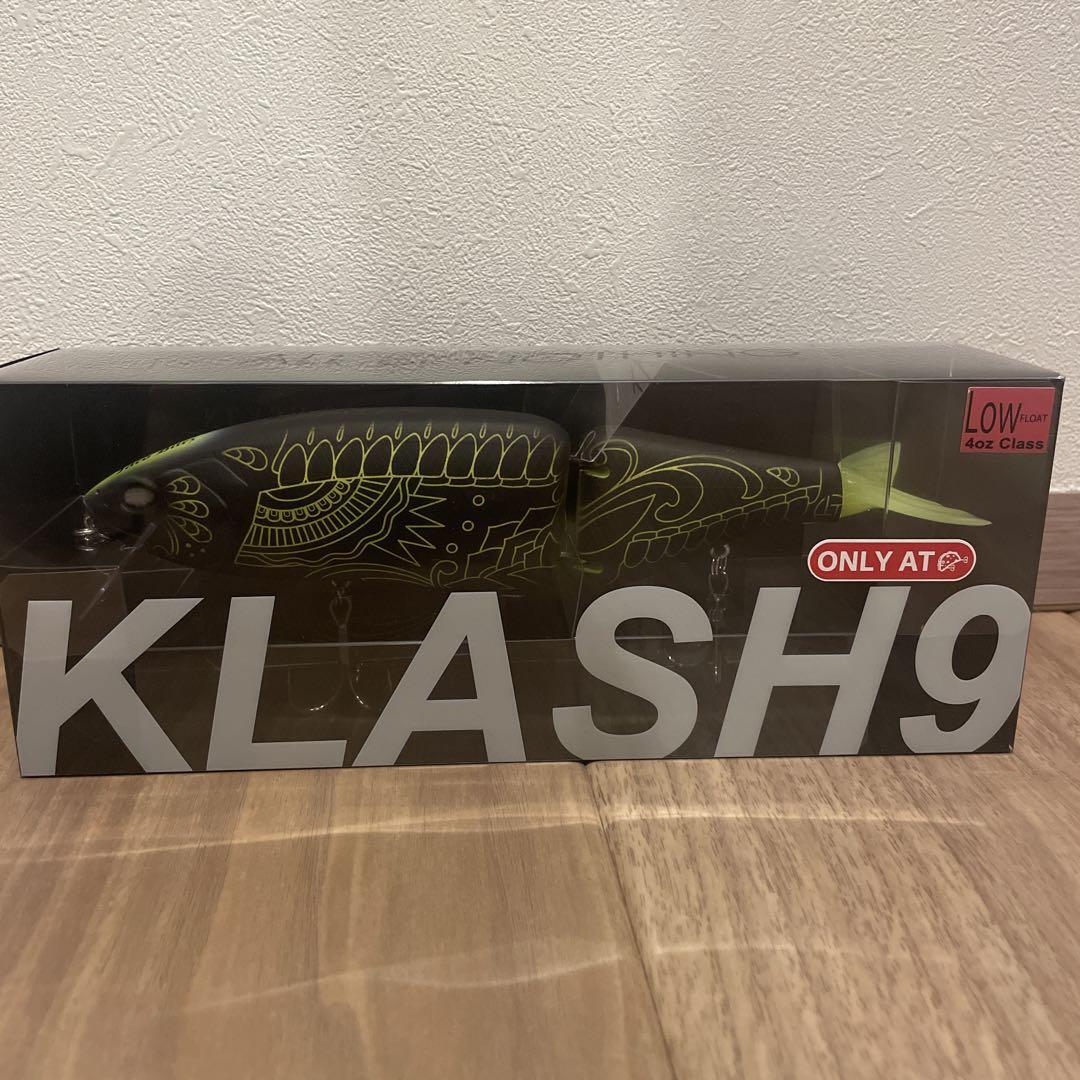 LOW FLOAT
4oz Class
ONLY AT
KLASH9